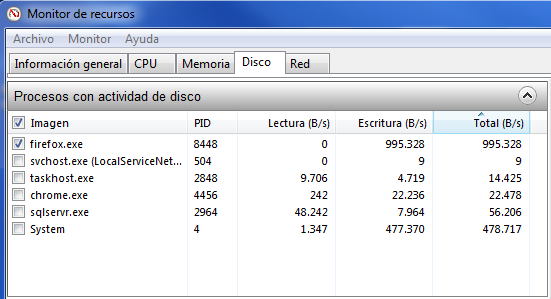 Monitor de recursos
Archivo Monitor Ayuda
Información general CPU Memoria Disco Red
Procesos con actividad de disco
Imagen PID Lectura (B/s) Escritura (B/s) Total (B/s)
firefox.exe 8448 0 995.328 995.328
svchost.exe (LocalServiceNet... 504 0 9 9
taskhost.exe 2848 9.706 4.719 14.425
chrome.exe 4456 242 22.236 22.478
sqlservr.exe 2964 48.242 7.964 56.206
System 4 1.347 477.370 478.717